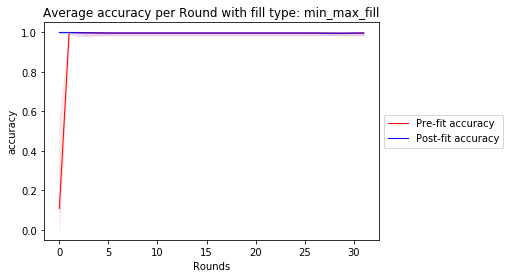 Average accuracy per Round with fill type: min_max_fill
accuracy
1.0
0.8
0.6
0.4
0.2
0.0
0 5 10 15 20 25 30
Rounds
Pre-fit accuracy
Post-fit accuracy